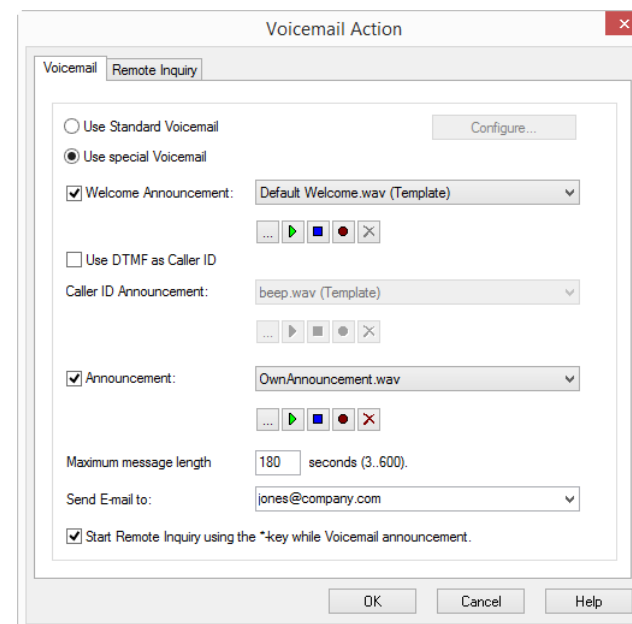 Voicemail Action
Voicemail Remote Inquiry
Use Standard Voicemail Configure...
Use special Voicemail
Welcome Announcement: Default Welcome.wav (Template)
...
Use DTMF as Caller ID
Caller ID Announcement: beep.wav (Template)
...
Announcement: OwnAnnouncement.wav
...
Maximum message length 180 seconds (3..600).
Send E-mail to: jones@company.com
Start Remote Inquiry using the *-key while Voicemail announcement.
OK Cancel Help